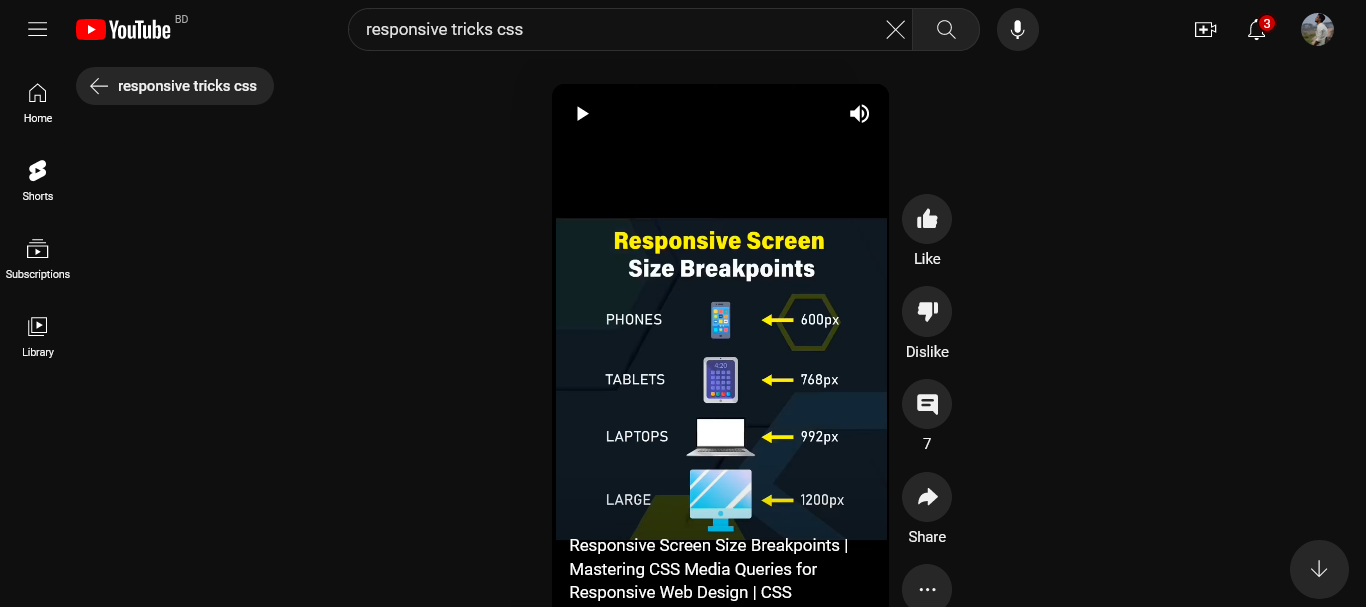 YouTube BD
responsive tricks css
3
responsive tricks css
Home
Shorts
Subscriptions
Library
Responsive Screen
Size Breakpoints
PHONES 600px
TABLETS 4:20 768px
LAPTOPS 992px
LARGE 1200px
Responsive Screen Size Breakpoints |
Mastering CSS Media Queries for
Responsive Web Design | CSS
Like
Dislike
7
Share